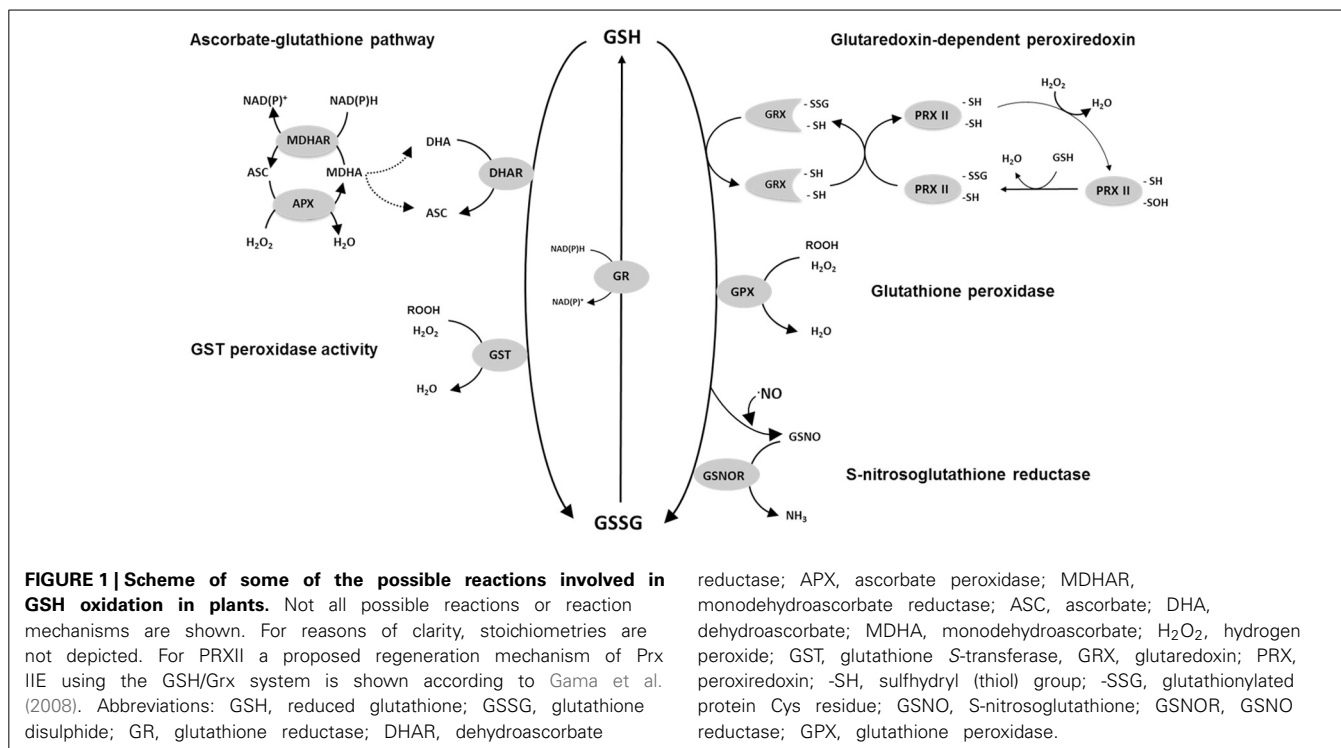 Ascorbate-glutathione pathway
GSH
Glutaredoxin-dependent peroxiredoxin
NAD(P)⁺
NAD(P)H
MDHAR
ASC
MDHA
APX
H₂O₂
H₂O
DHA
DHAR
ASC
GRX
- SSG
- SH
GRX
- SH
- SH
PRX II
- SH
-SH
H₂O₂
H₂O
PRX II
- SSG
-SH
H₂O
GSH
PRX II
- SH
-SOH
NAD(P)H
GR
NAD(P)⁺
ROOH
H₂O₂
GPX
H₂O
Glutathione peroxidase
GST peroxidase activity
ROOH
H₂O₂
GST
H₂O
·NO
GSNO
GSNOR
NH₃
S-nitrosoglutathione reductase
GSSG
FIGURE 1 | Scheme of some of the possible reactions involved in
GSH oxidation in plants. Not all possible reactions or reaction
mechanisms are shown. For reasons of clarity, stoichiometries are
not depicted. For PRXII a proposed regeneration mechanism of Prx
IIE using the GSH/Grx system is shown according to Gama et al.
(2008). Abbreviations: GSH, reduced glutathione; GSSG, glutathione
disulphide; GR, glutathione reductase; DHAR, dehydroascorbate
reductase; APX, ascorbate peroxidase; MDHAR,
monodehydroascorbate reductase; ASC, ascorbate; DHA,
dehydroascorbate; MDHA, monodehydroascorbate; H₂O₂, hydrogen
peroxide; GST, glutathione S-transferase, GRX, glutaredoxin; PRX,
peroxiredoxin; -SH, sulfhydryl (thiol) group; -SSG, glutathionylated
protein Cys residue; GSNO, S-nitrosoglutathione; GSNOR, GSNO
reductase; GPX, glutathione peroxidase.